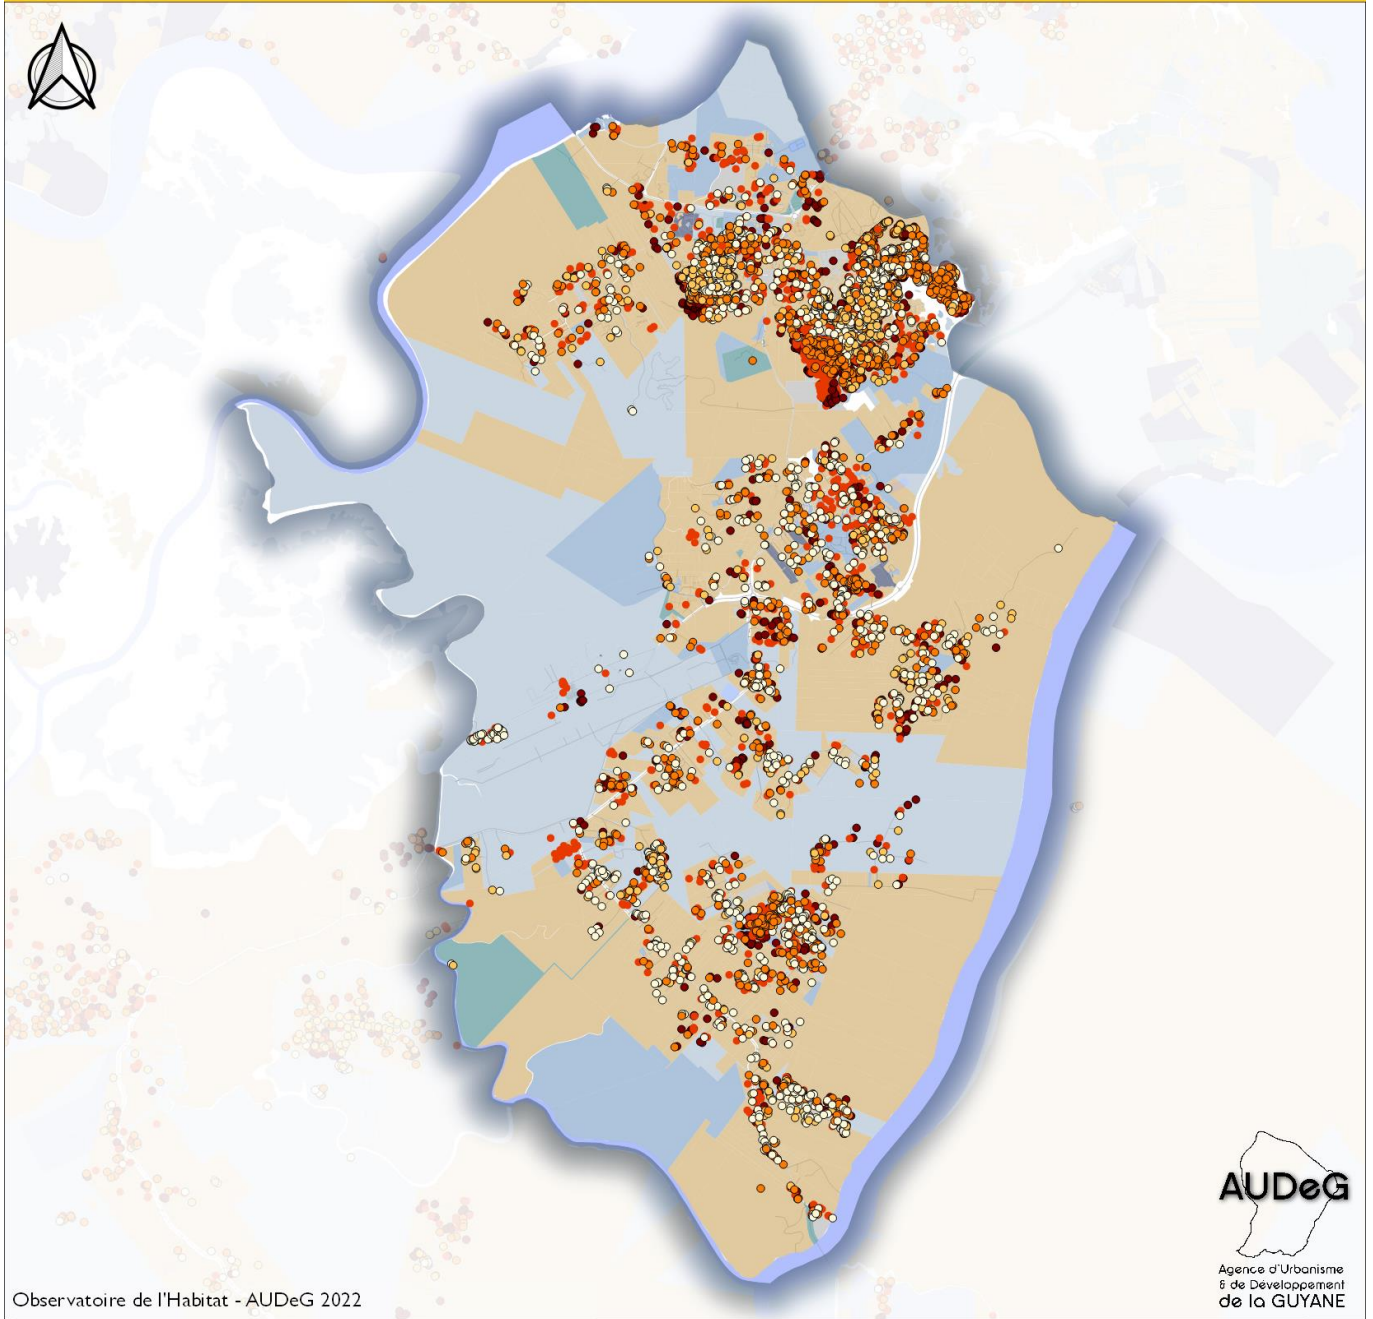 Observatoire de l'Habitat - AUDeG 2022
AUDeG
Agence d'Urbanisme
& de Développement
de la GUYANE